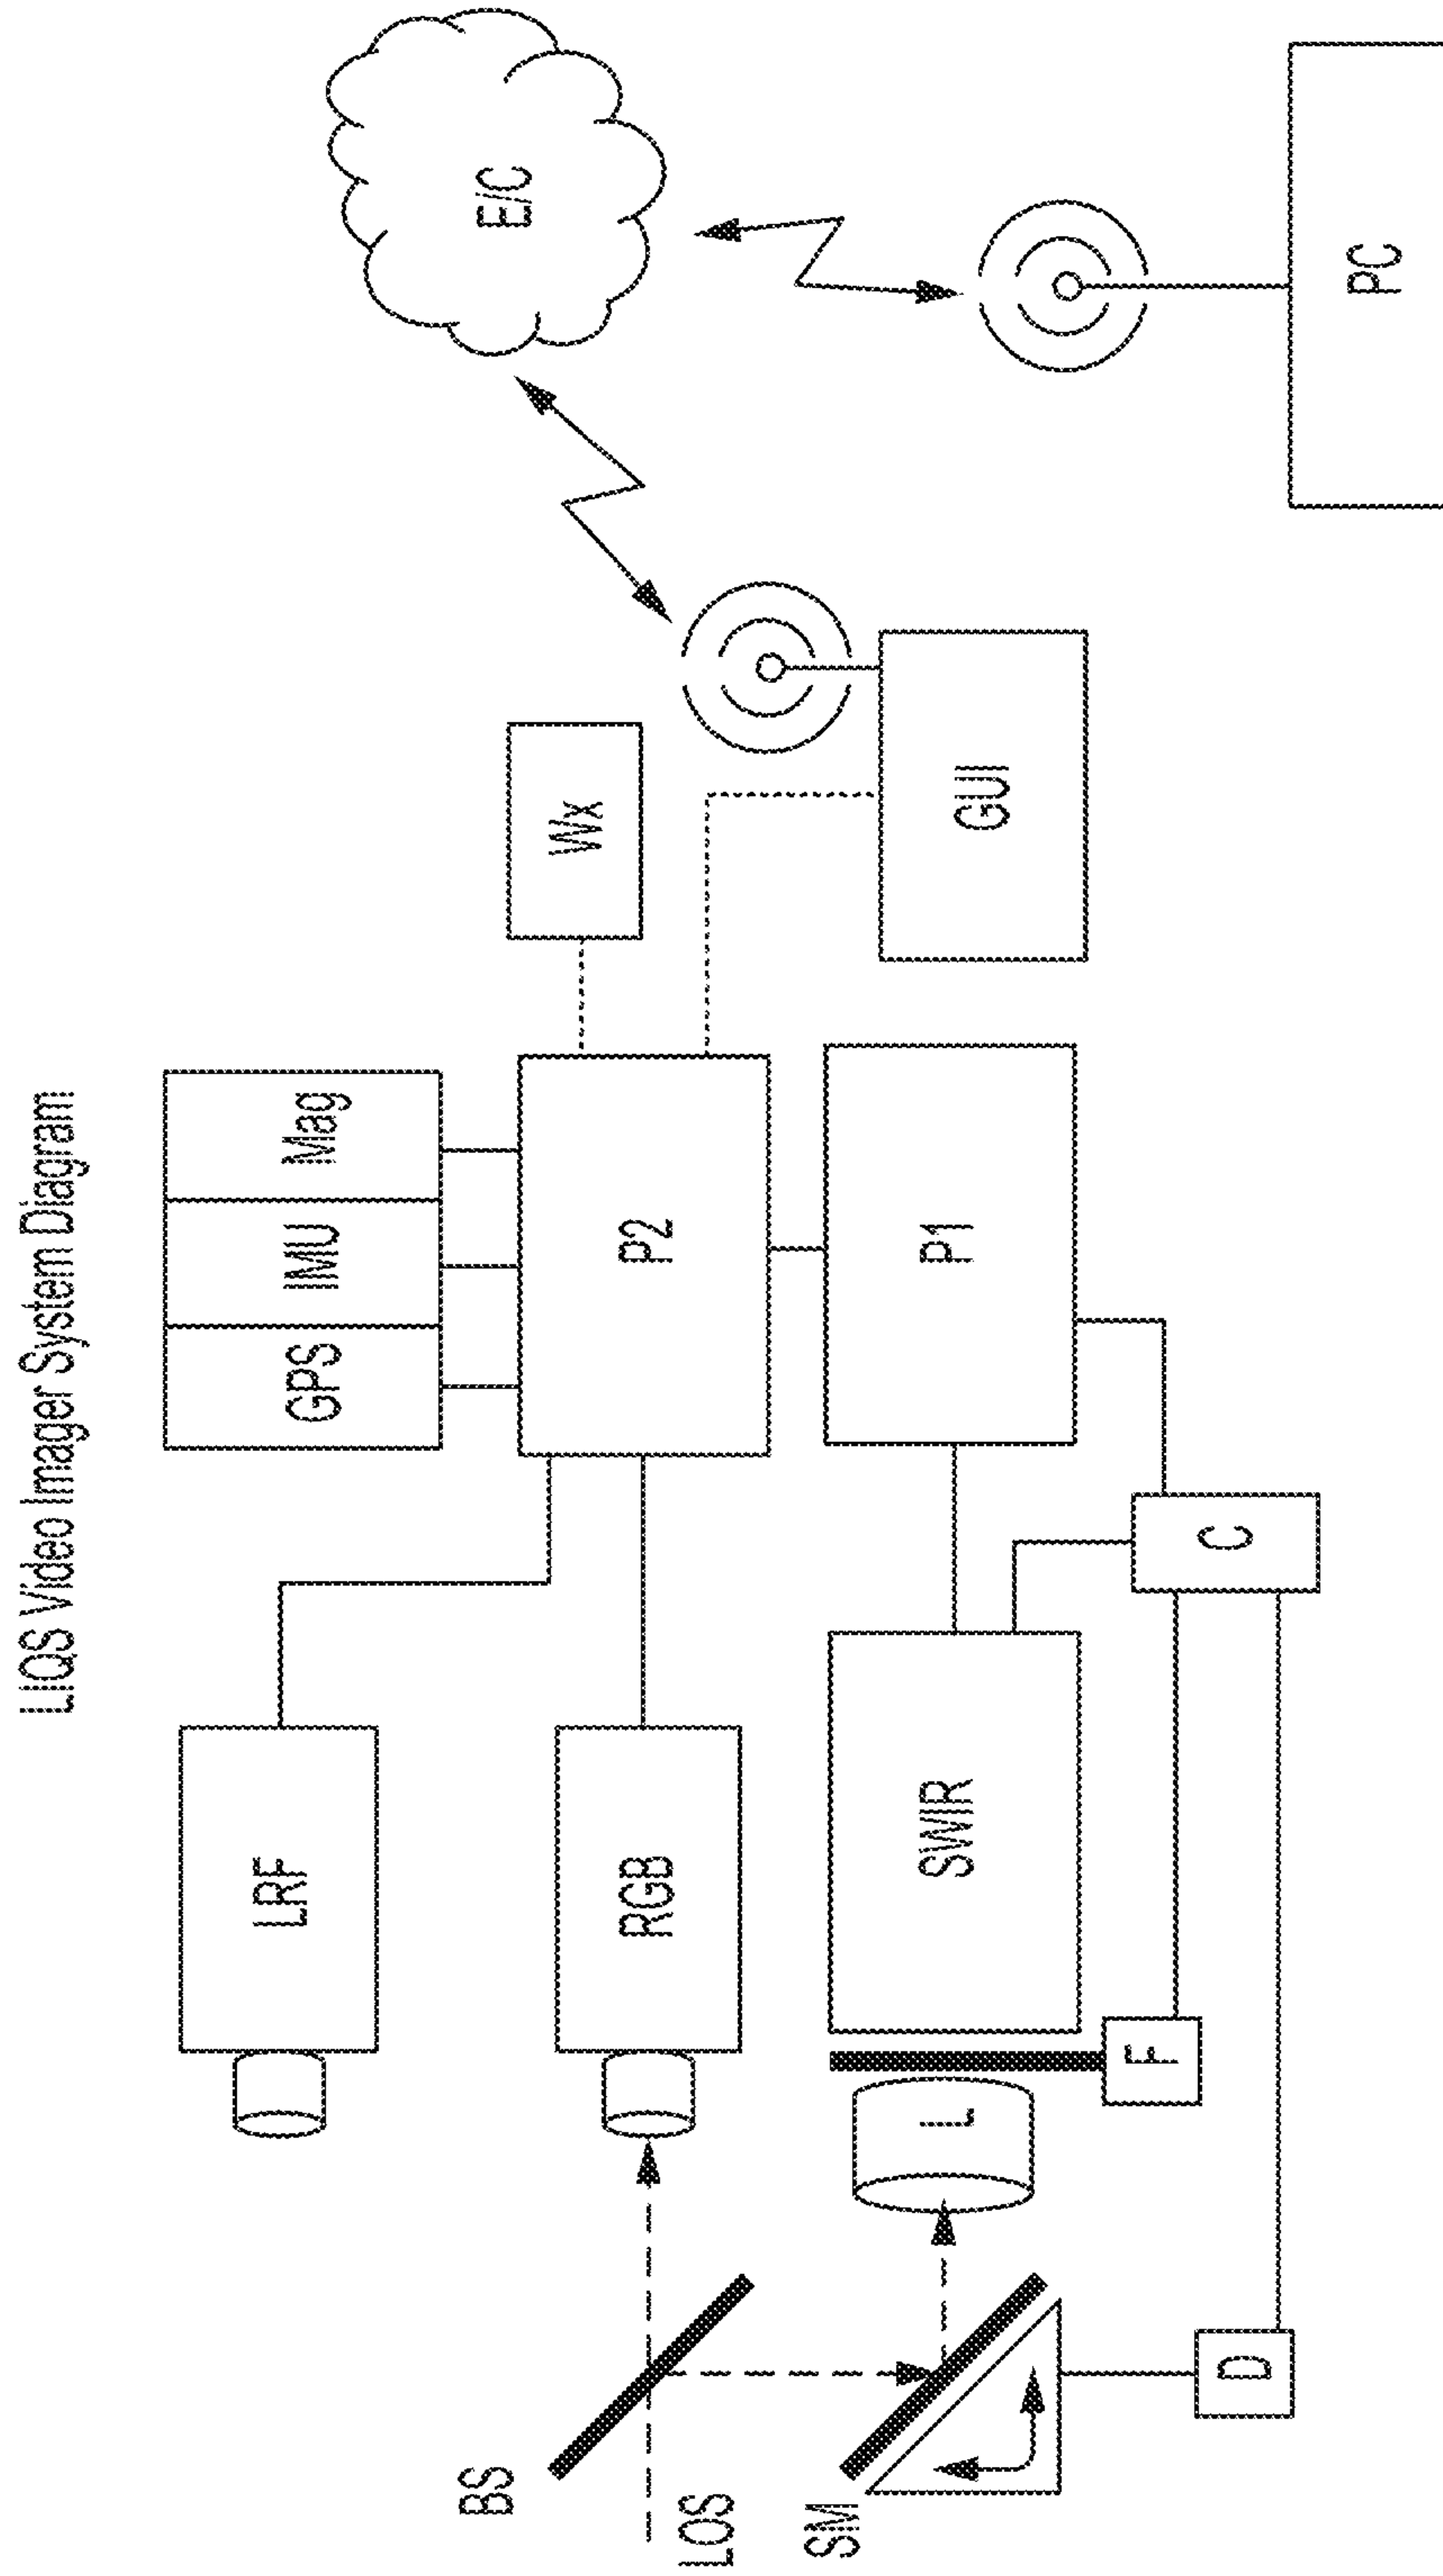 LIQS Video Imager System Diagram
LRF
GPS
IMU
Mag
BS
RGB
P2
Wx
E/C
LOS
SM
L
SWIR
P1
GUI
F
C
D
PC